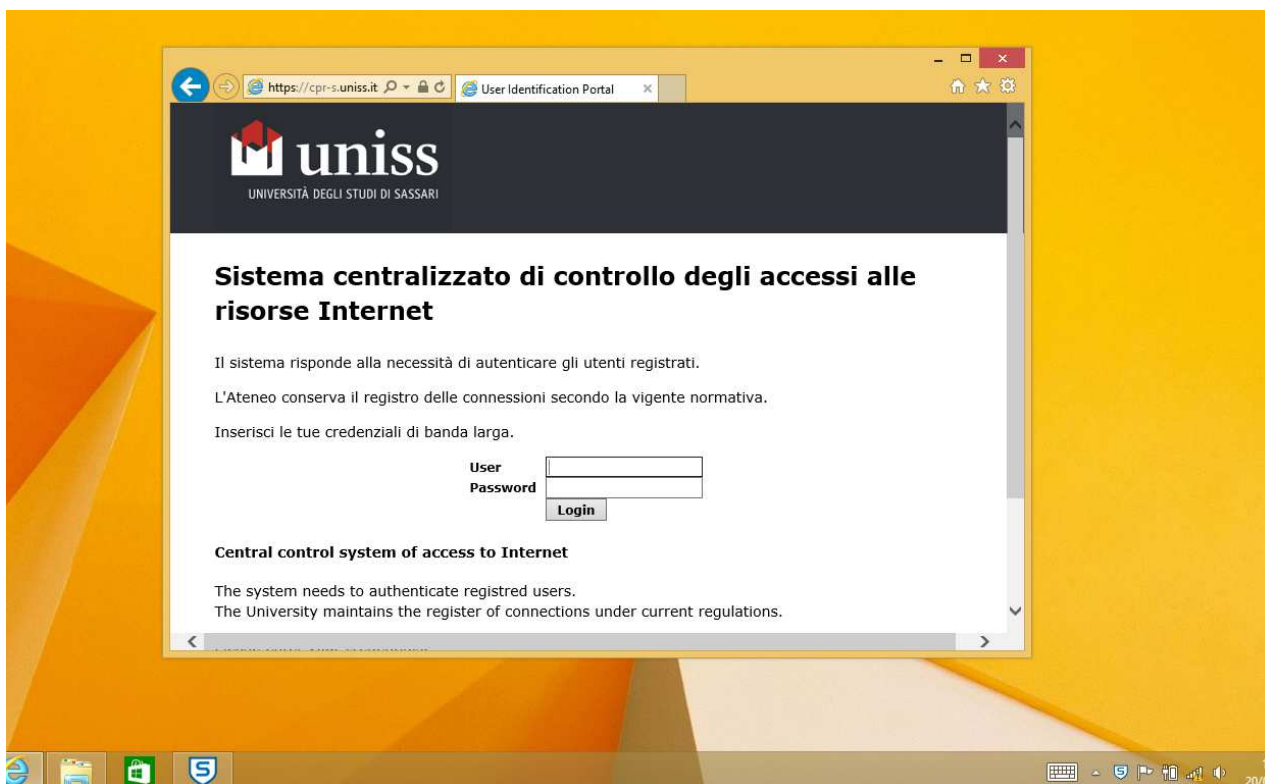 https://cpr-s.uniss.it
User Identification Portal
uniss
UNIVERSITÀ DEGLI STUDI DI SASSARI
Sistema centralizzato di controllo degli accessi alle
risorse Internet
Il sistema risponde alla necessità di autenticare gli utenti registrati.
L'Ateneo conserva il registro delle connessioni secondo la vigente normativa.
Inserisci le tue credenziali di banda larga.
User
Password
Login
Central control system of access to Internet
The system needs to authenticate registred users.
The University maintains the register of connections under current regulations.